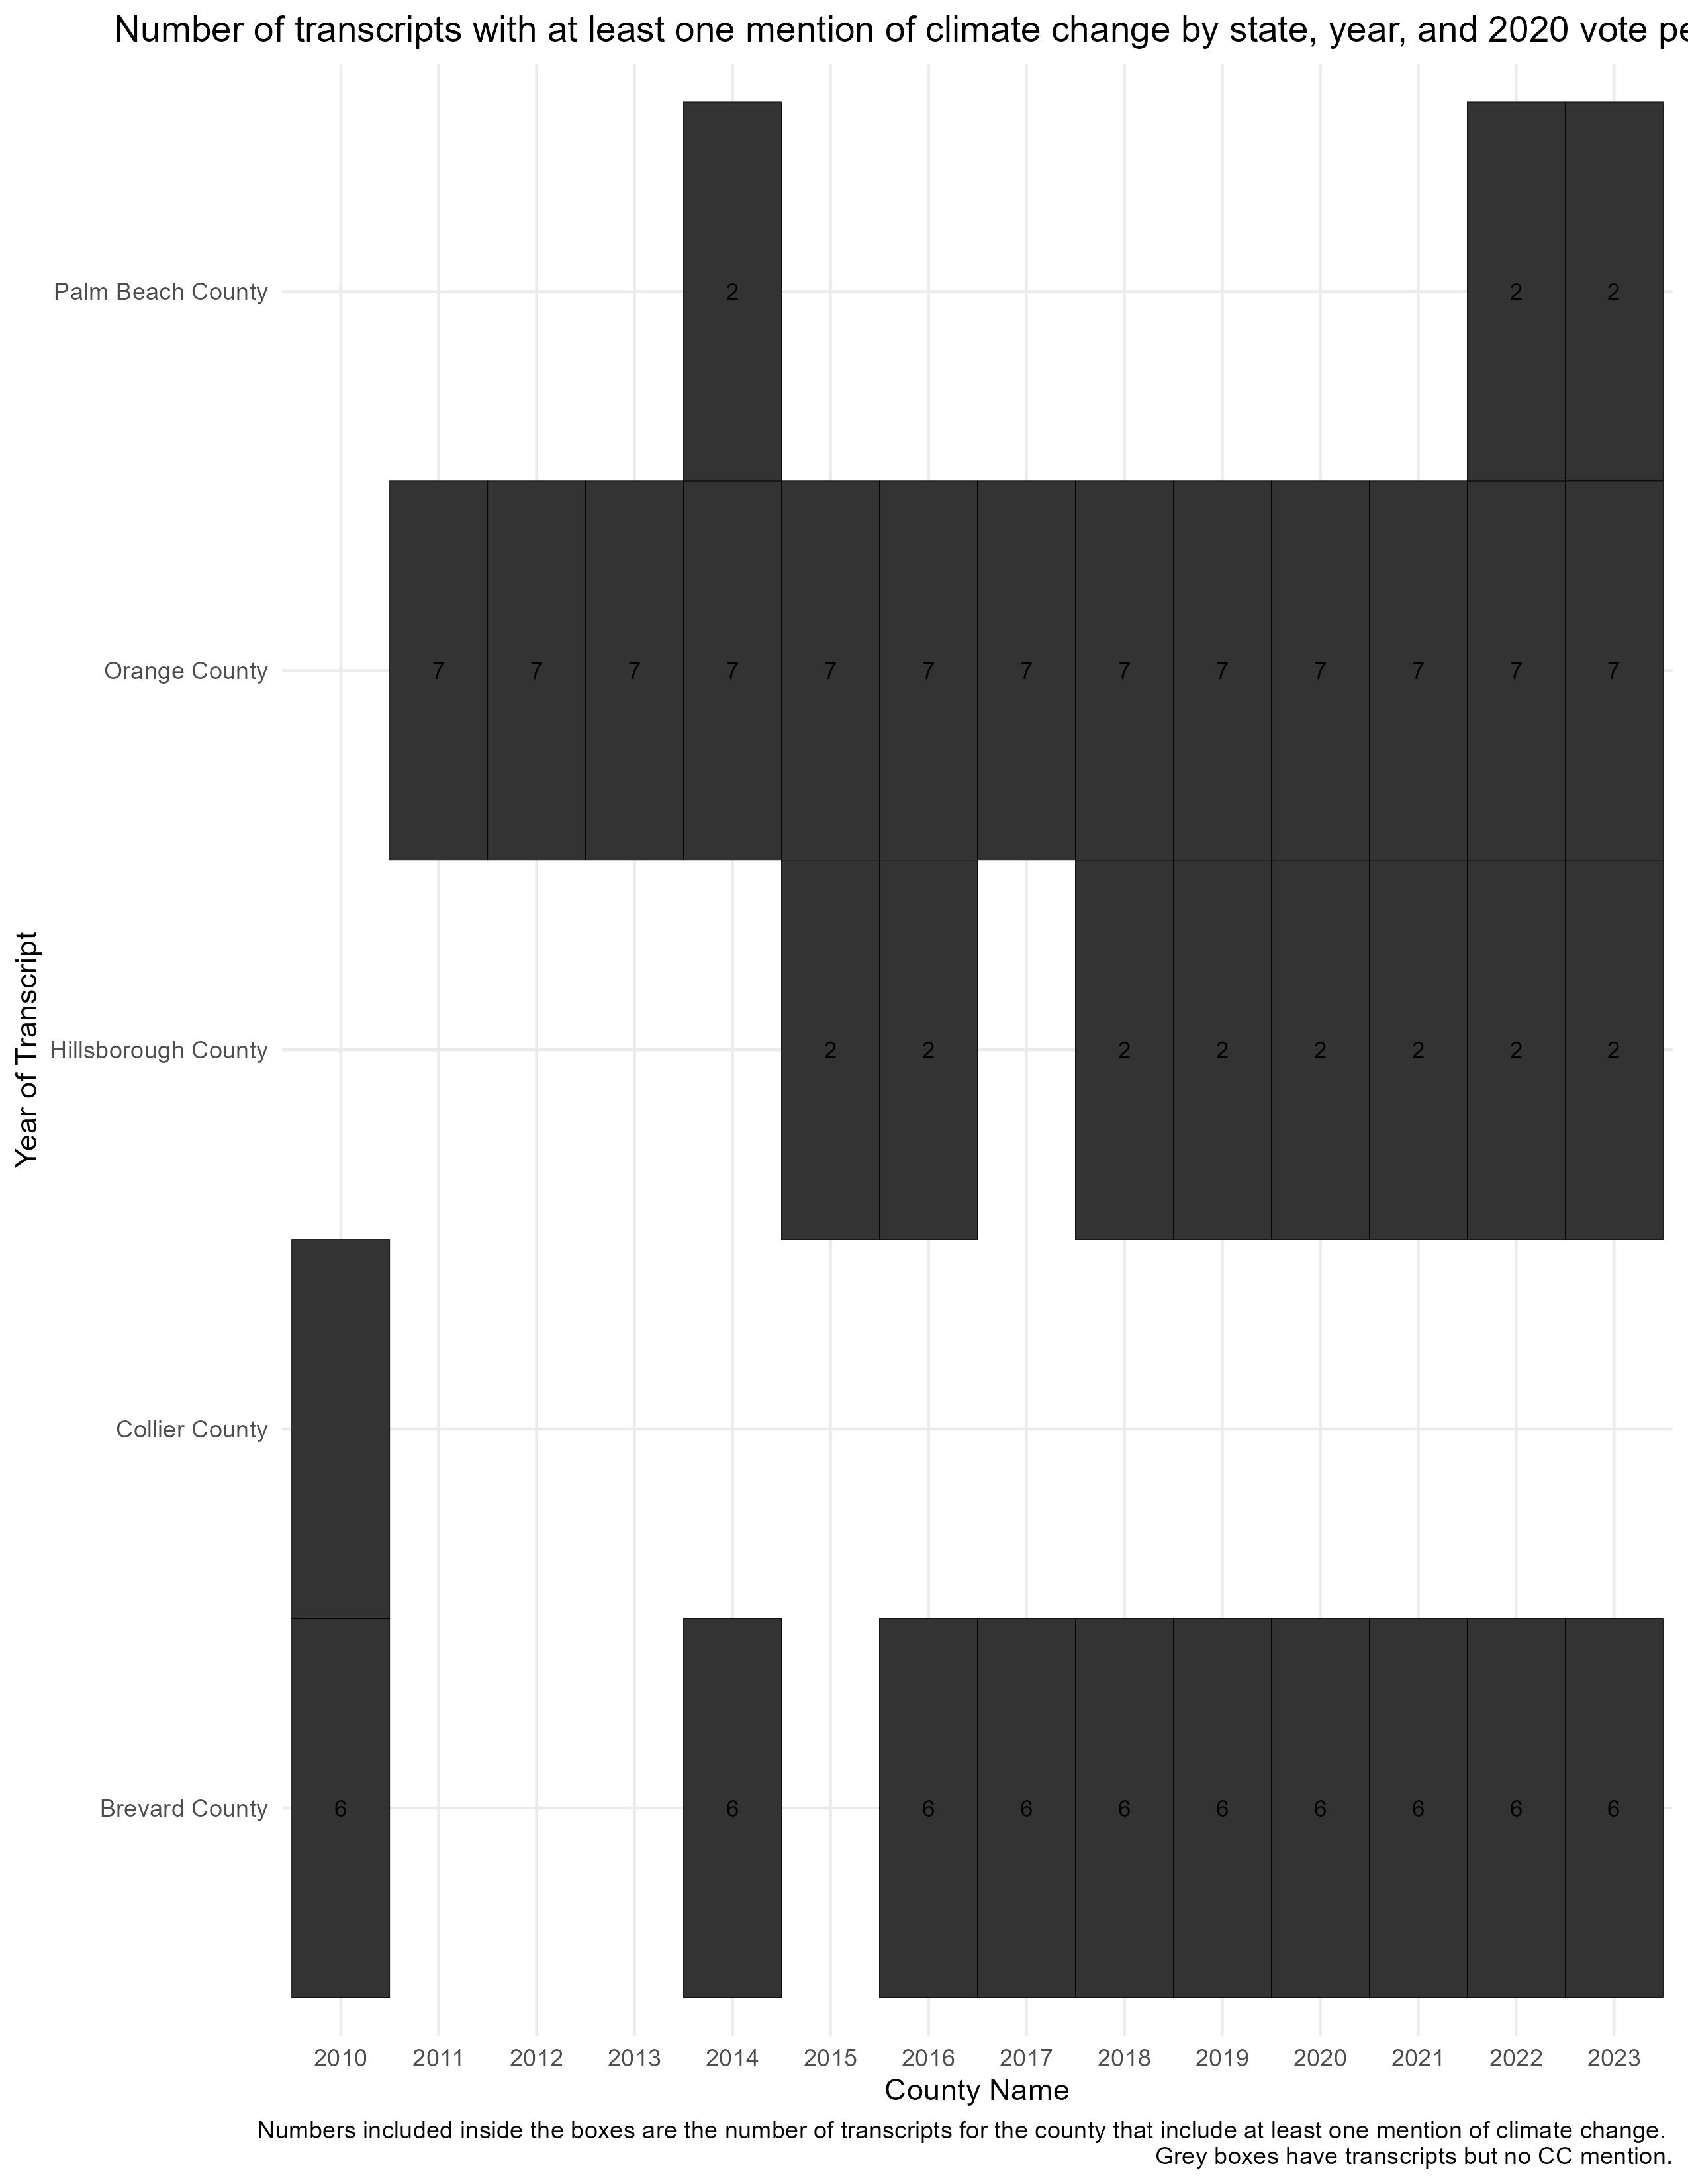 Number of transcripts with at least one mention of climate change by state, year, and 2020 vote pe
Palm Beach County
2 2 2
Orange County
7 7 7 7 7 7 7 7 7 7 7 7 7
Year of Transcript
Hillsborough County
2 2 2 2 2 2 2 2
Collier County
Brevard County
6 6 6 6 6 6 6 6 6 6
2010 2011 2012 2013 2014 2015 2016 2017 2018 2019 2020 2021 2022 2023
County Name
Numbers included inside the boxes are the number of transcripts for the county that include at least one mention of climate change.
Grey boxes have transcripts but no CC mention.